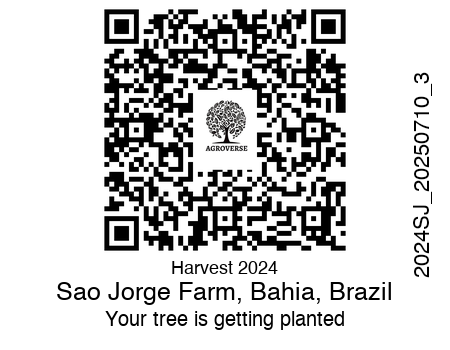 AGROVERSE
Harvest 2024
Sao Jorge Farm, Bahia, Brazil
Your tree is getting planted
2024SJ_20250710_3